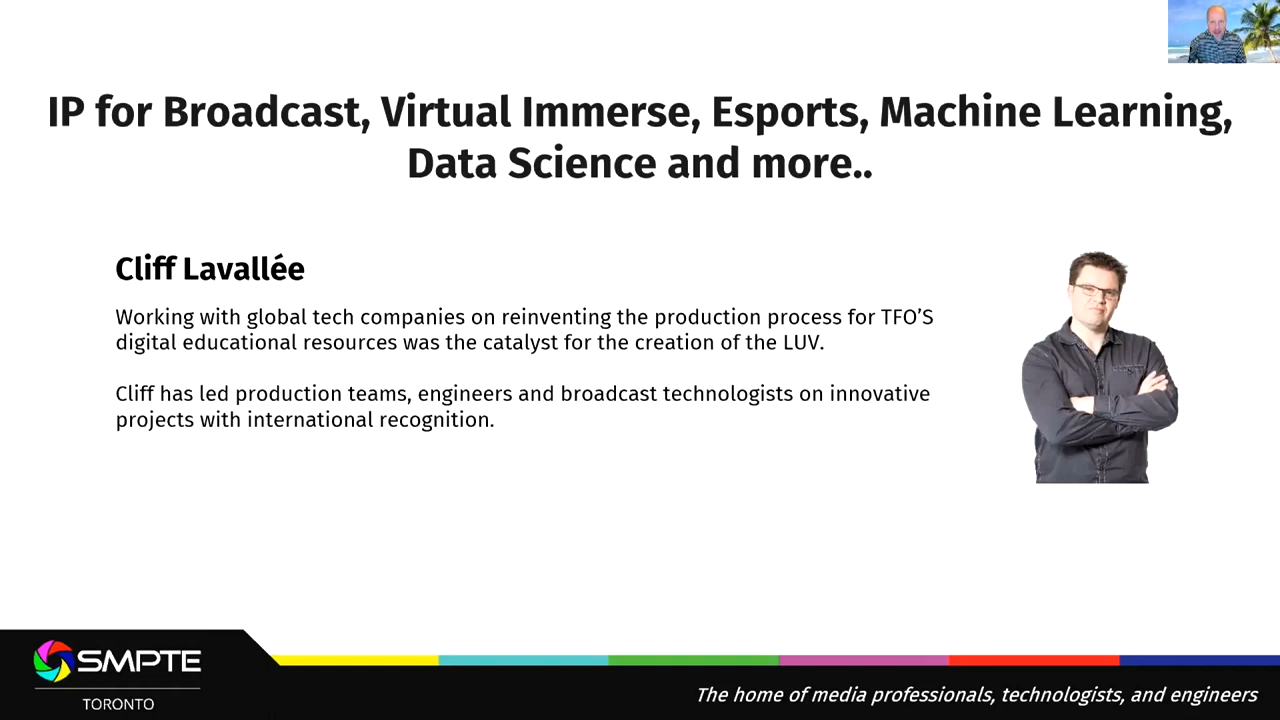 IP for Broadcast, Virtual Immerse, Esports, Machine Learning,
Data Science and more..
Cliff Lavallée
Working with global tech companies on reinventing the production process for TFO’S
digital educational resources was the catalyst for the creation of the LUV.
Cliff has led production teams, engineers and broadcast technologists on innovative
projects with international recognition.
SMPTE
TORONTO
The home of media professionals, technologists, and engineers